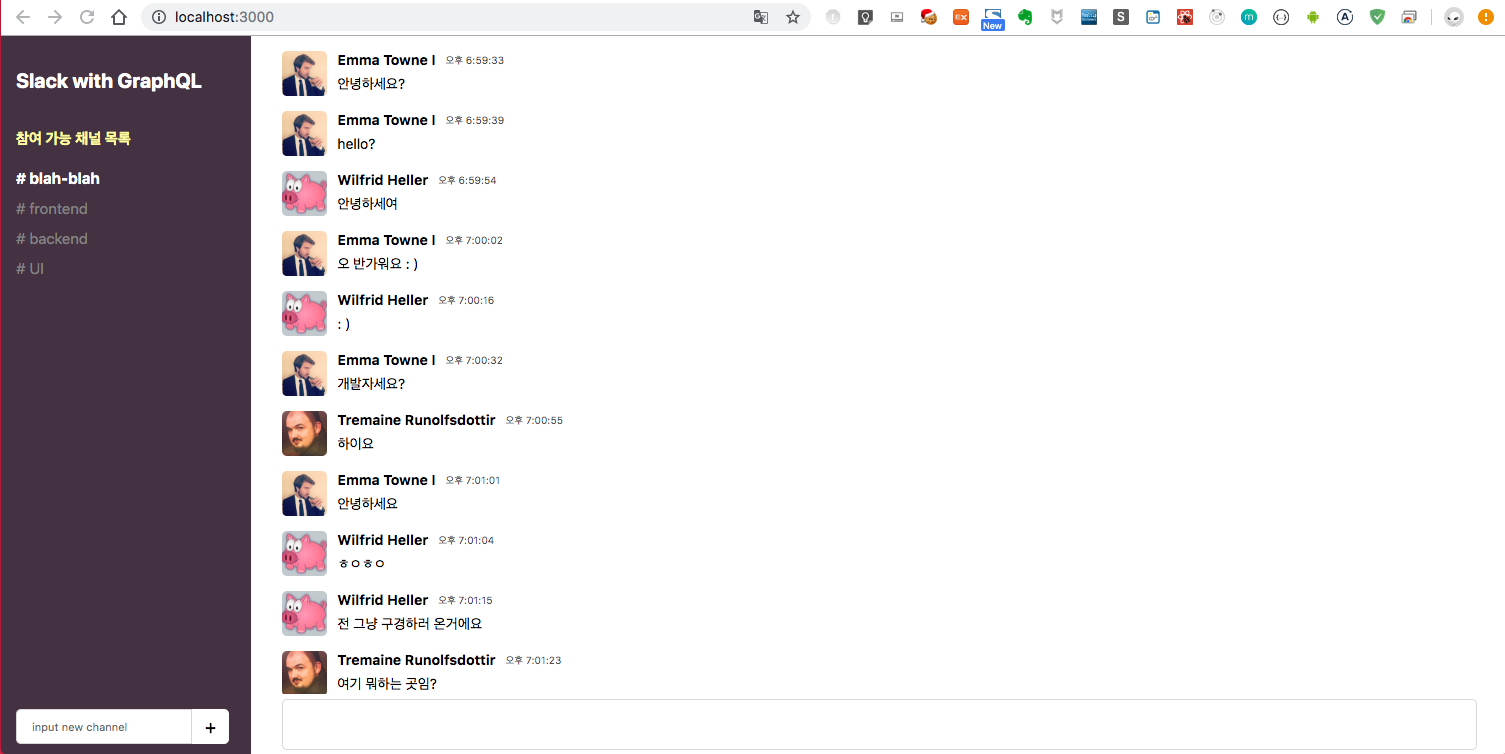 localhost:3000
New
Slack with GraphQL
참여 가능 채널 목록
# blah-blah
# frontend
# backend
# UI
input new channel
+
Emma Towne I 오후 6:59:33
안녕하세요?
Emma Towne I 오후 6:59:39
hello?
Wilfrid Heller 오후 6:59:54
안녕하세여
Emma Towne I 오후 7:00:02
오 반가워요 : )
Wilfrid Heller 오후 7:00:16
: )
Emma Towne I 오후 7:00:32
개발자세요?
Tremaine Runolfsdottir 오후 7:00:55
하이요
Emma Towne I 오후 7:01:01
안녕하세요
Wilfrid Heller 오후 7:01:04
ㅎㅇㅎㅇ
Wilfrid Heller 오후 7:01:15
전 그냥 구경하러 온거에요
Tremaine Runolfsdottir 오후 7:01:23
여기 뭐하는 곳임?